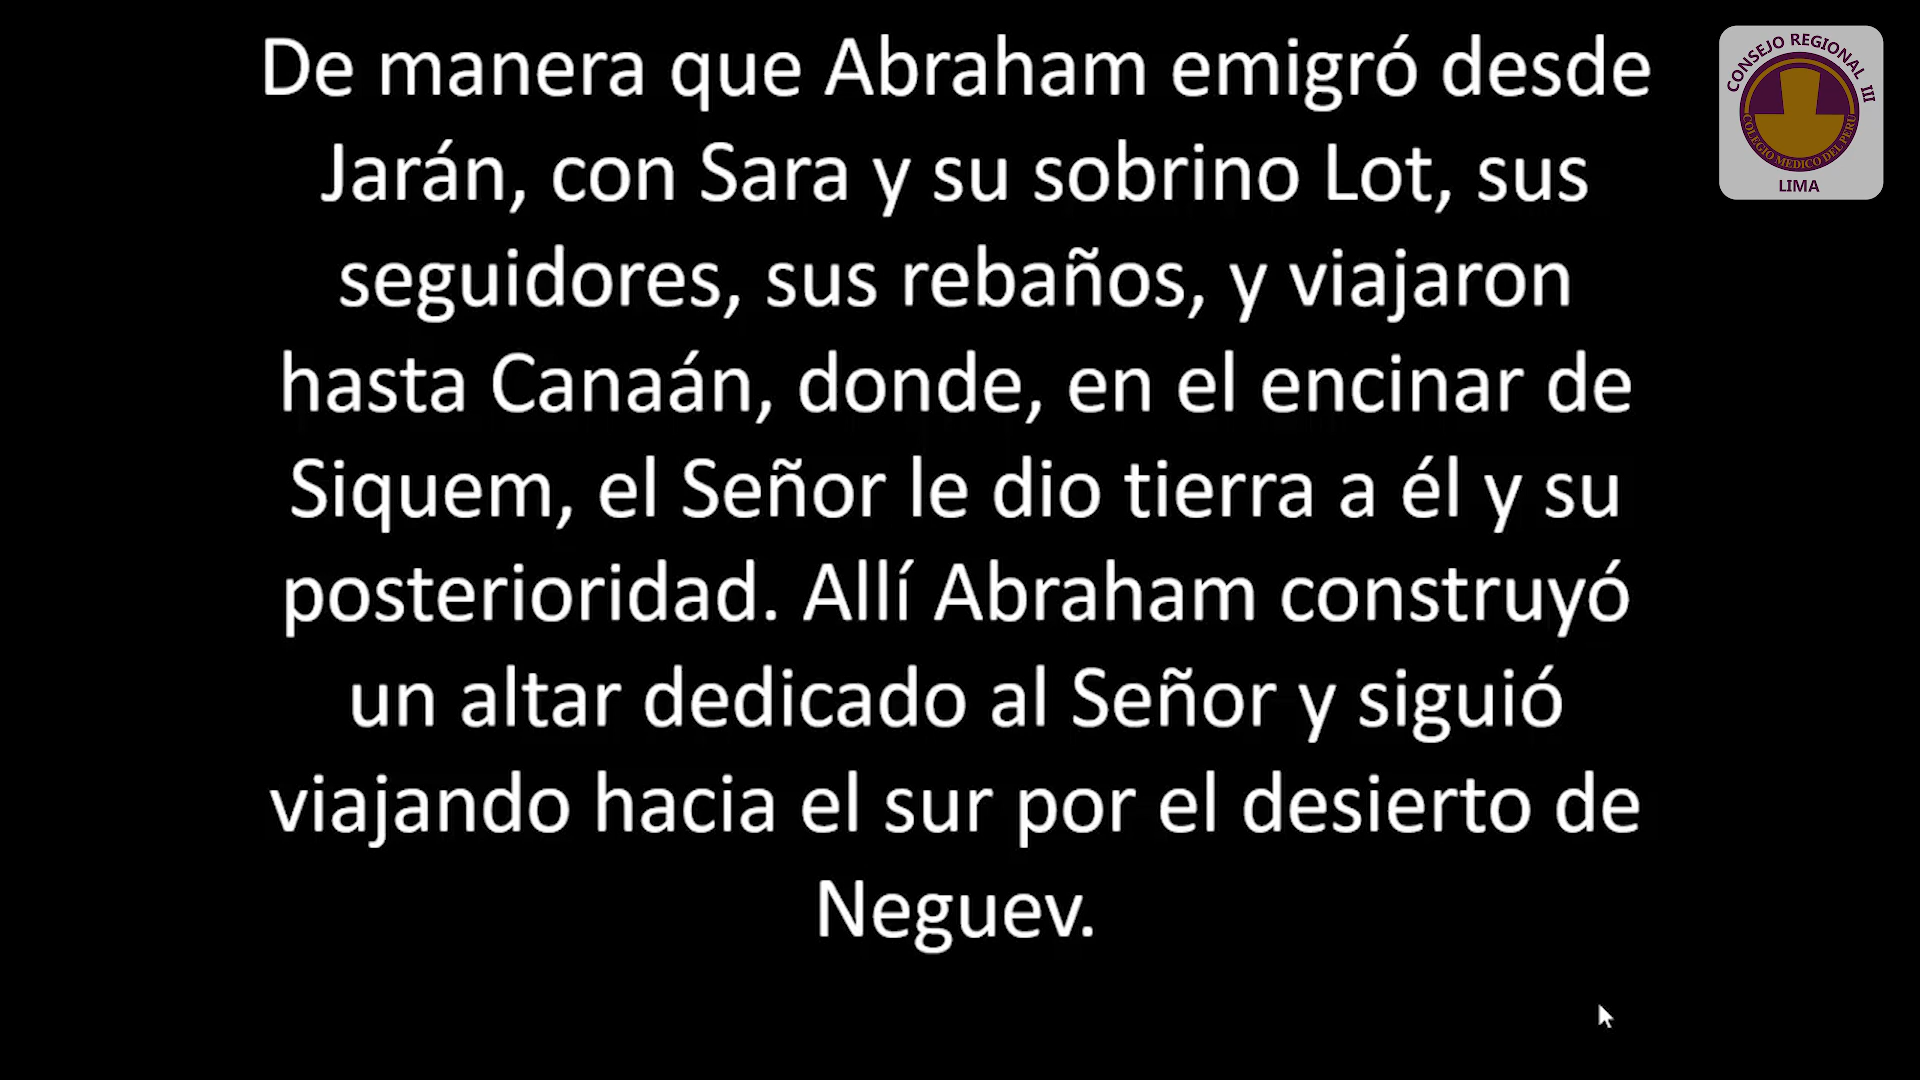 De manera que Abraham emigró desde
Jarán, con Sara y su sobrino Lot, sus
seguidores, sus rebaños, y viajaron
hasta Canaán, donde, en el encinar de
Siquem, el Señor le dio tierra a él y su
posterioridad. Allí Abraham construyó
un altar dedicado al Señor y siguió
viajando hacia el sur por el desierto de
Neguev.
CONSEJO REGIONAL III
COLEGIO MEDICO DEL PERU
LIMA